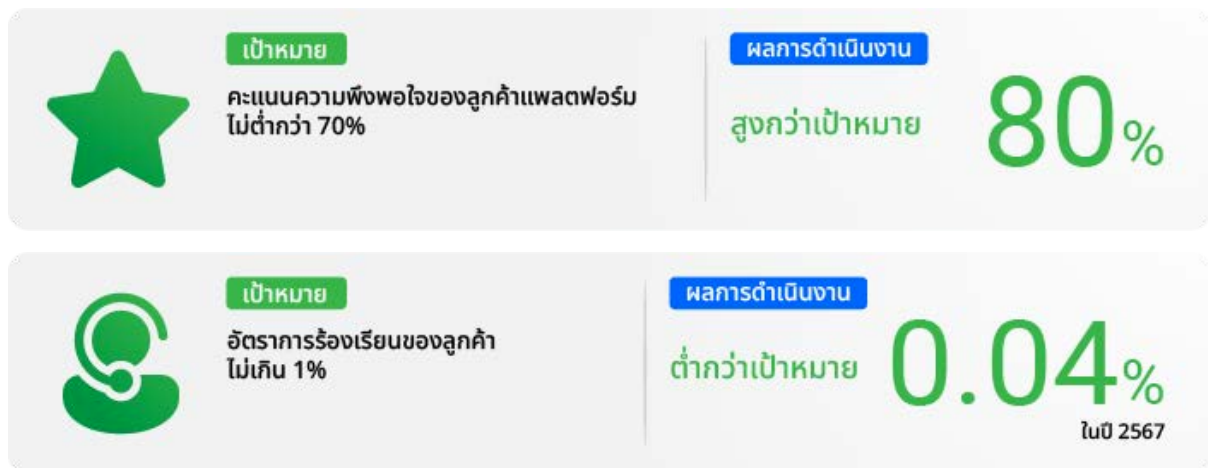 เป้าหมาย
คะแนนความพึงพอใจของลูกค้าแพลตฟอร์ม
ไม่ต่ำกว่า 70%
ผลการดำเนินงาน
สูงกว่าเป้าหมาย 80%
เป้าหมาย
อัตราการร้องเรียนของลูกค้า
ไม่เกิน 1%
ผลการดำเนินงาน
ต่ำกว่าเป้าหมาย 0.04%
ในปี 2567